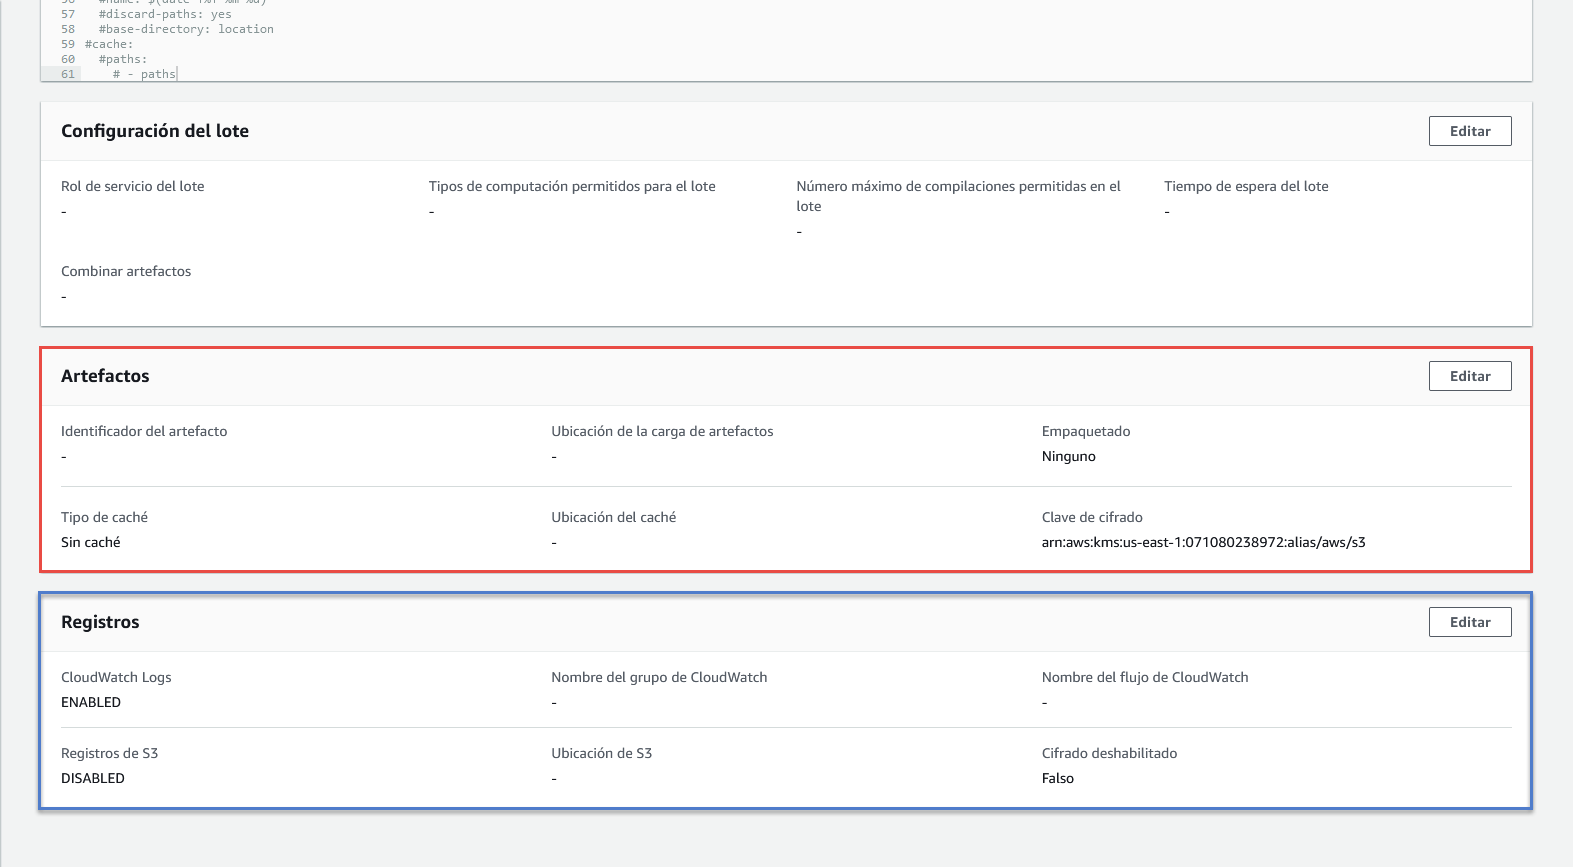 57 #discard-paths: yes
58 #base-directory: location
59 #cache:
60 #paths:
61 # - paths
Configuración del lote
Editar
Rol de servicio del lote
-
Tipos de computación permitidos para el lote
-
Número máximo de compilaciones permitidas en el
lote
-
Tiempo de espera del lote
-
Combinar artefactos
-
Artefactos
Editar
Identificador del artefacto
-
Ubicación de la carga de artefactos
-
Empaquetado
Ninguno
Tipo de caché
Sin caché
Ubicación del caché
-
Clave de cifrado
arn:aws:kms:us-east-1:071080238972:alias/aws/s3
Registros
Editar
CloudWatch Logs
ENABLED
Nombre del grupo de CloudWatch
-
Nombre del flujo de CloudWatch
-
Registros de S3
DISABLED
Ubicación de S3
-
Cifrado deshabilitado
Falso